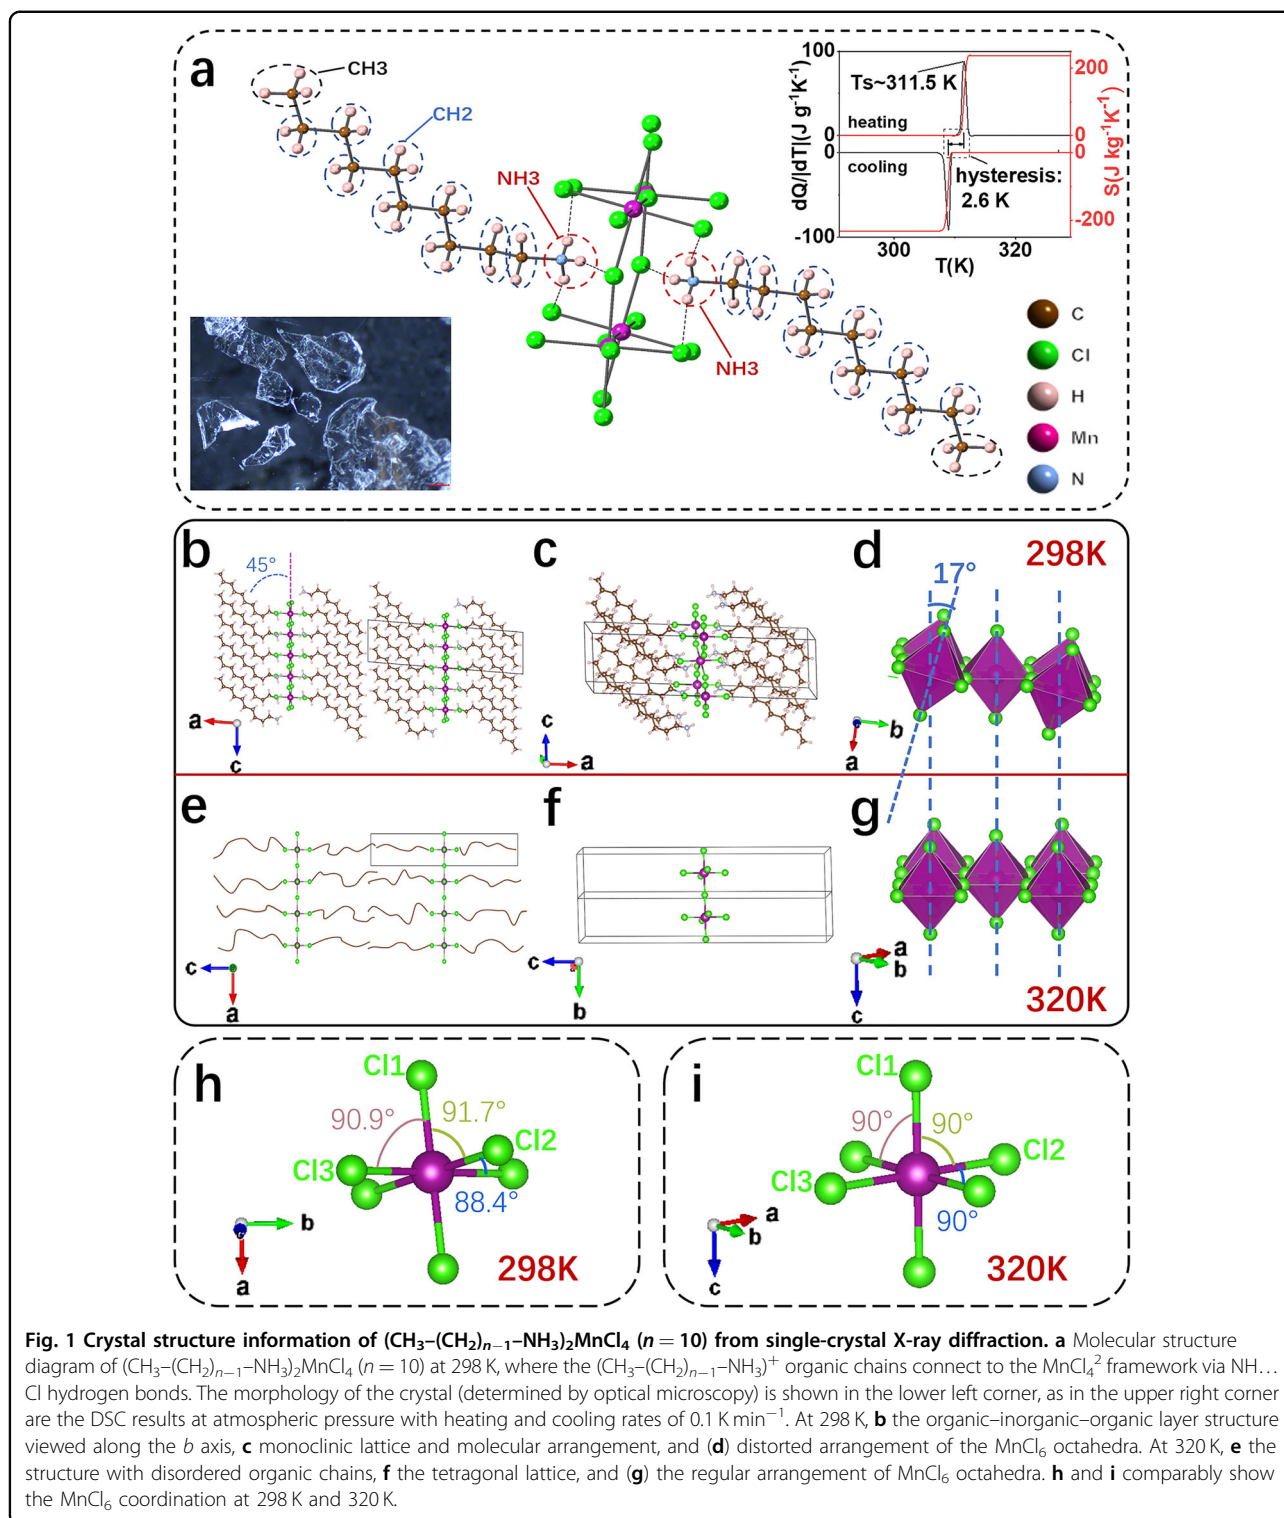 a
CH3
CH2
NH3
NH3
100
0
0
-100
dQ/|dT|(J g⁻¹K⁻¹)
Ts~311.5 K
heating
cooling
hysteresis:
2.6 K
200
0
0
-200
S(J kg⁻¹K⁻¹)
300
320
T(K)
C
Cl
H
Mn
N
b
45°
a
c
c
c
a
d
298K
17°
b
a
e
c
a
f
c
b
g
a
b
c
320K
h
Cl1
90.9°
91.7°
Cl2
Cl3
88.4°
b
a
298K
i
Cl1
90°
90°
Cl2
Cl3
90°
a
b
c
320K
Fig. 1 Crystal structure information of (CH₃–(CH₂)ₙ₋₁–NH₃)₂MnCl₄ (n = 10) from single-crystal X-ray diffraction. a Molecular structure
diagram of (CH₃–(CH₂)ₙ₋₁–NH₃)₂MnCl₄ (n = 10) at 298 K, where the (CH₃–(CH₂)ₙ₋₁–NH₃)⁺ organic chains connect to the MnCl₄² framework via NH…
Cl hydrogen bonds. The morphology of the crystal (determined by optical microscopy) is shown in the lower left corner, as in the upper right corner
are the DSC results at atmospheric pressure with heating and cooling rates of 0.1 K min⁻¹. At 298 K, b the organic–inorganic–organic layer structure
viewed along the b axis, c monoclinic lattice and molecular arrangement, and (d) distorted arrangement of the MnCl₆ octahedra. At 320 K, e the
structure with disordered organic chains, f the tetragonal lattice, and (g) the regular arrangement of MnCl₆ octahedra. h and i comparably show
the MnCl₆ coordination at 298 K and 320 K.